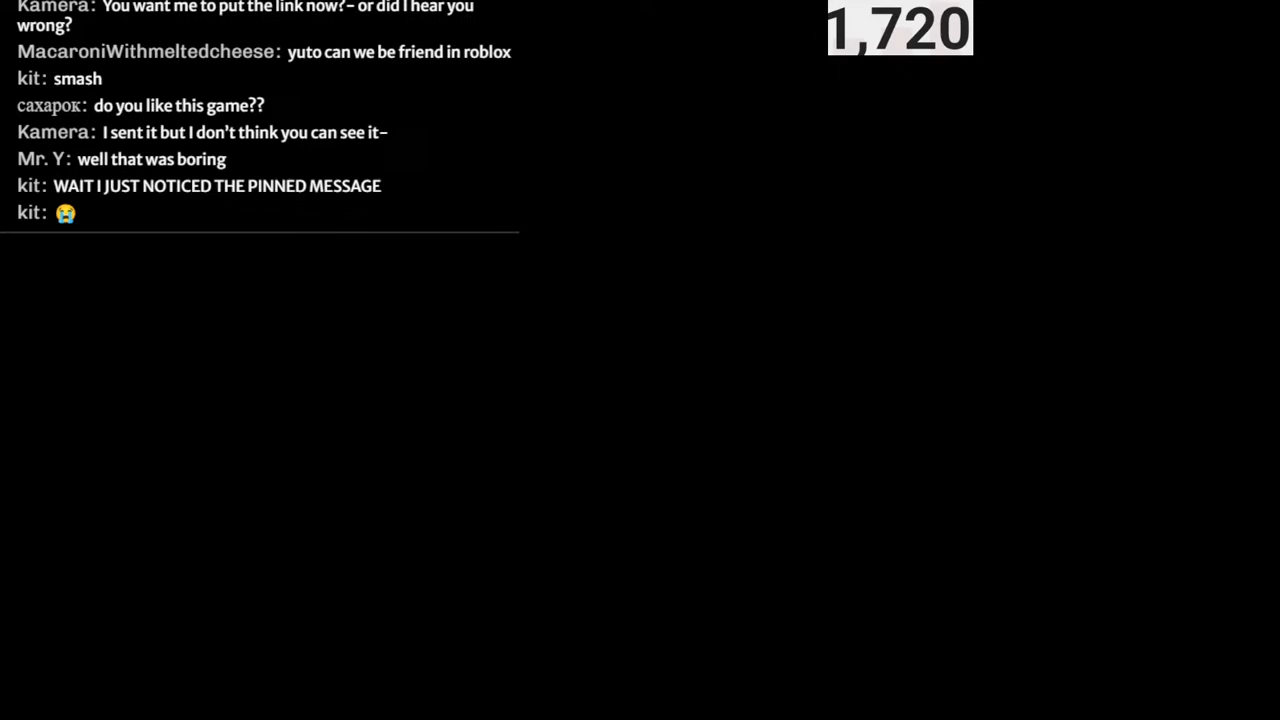 Kamera: You want me to put the link now?- or did I hear you
wrong?
MacaroniWithmeltedcheese: yuto can we be friend in roblox
kit: smash
сахарок: do you like this game??
Kamera: I sent it but I don't think you can see it-
Mr. Y: well that was boring
kit: WAIT I JUST NOTICED THE PINNED MESSAGE
kit: 😭
1,720